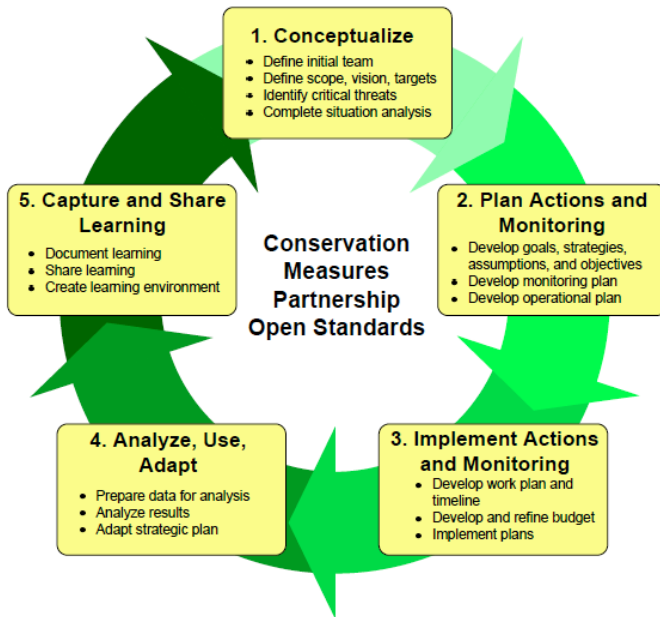 1. Conceptualize
• Define initial team
• Define scope, vision, targets
• Identify critical threats
• Complete situation analysis
2. Plan Actions and
Monitoring
• Develop goals, strategies,
assumptions, and objectives
• Develop monitoring plan
• Develop operational plan
3. Implement Actions
and Monitoring
• Develop work plan and
timeline
• Develop and refine budget
• Implement plans
4. Analyze, Use,
Adapt
• Prepare data for analysis
• Analyze results
• Adapt strategic plan
5. Capture and Share
Learning
• Document learning
• Share learning
• Create learning environment
Conservation
Measures
Partnership
Open Standards